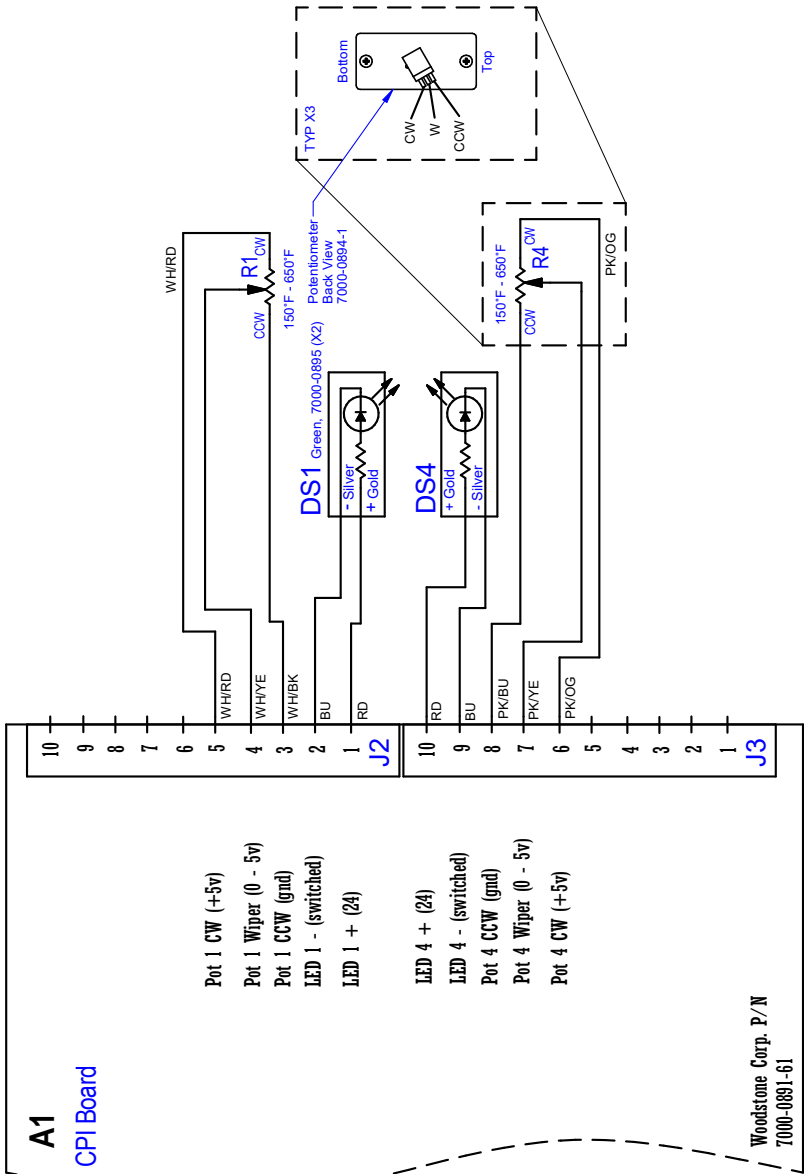 A1
CPI Board
Woodstone Corp. P/N
7000-0891-61
Pot 1 CW (+5v)
Pot 1 Wiper (0 - 5v)
Pot 1 CCW (gnd)
LED 1 - (switched)
LED 1 + (24)
LED 4 + (24)
LED 4 - (switched)
Pot 4 CCW (gnd)
Pot 4 Wiper (0 - 5v)
Pot 4 CW (+5v)
10
9
8
7
6
5
4
3
2
1
J2
10
9
8
7
6
5
4
3
2
1
J3
WH/RD
WH/YE
WH/BK
BU
RD
RD
BU
PK/BU
PK/YE
PK/OG
WH/RD
R1
CW
CCW
150°F - 650°F
DS1
Green, 7000-0895 (X2)
- Silver
+ Gold
DS4
+ Gold
- Silver
150°F - 650°F
CCW
CW
R4
PK/OG
Potentiometer
Back View
7000-0894-1
TYP X3
Bottom
Top
CW
W
CCW